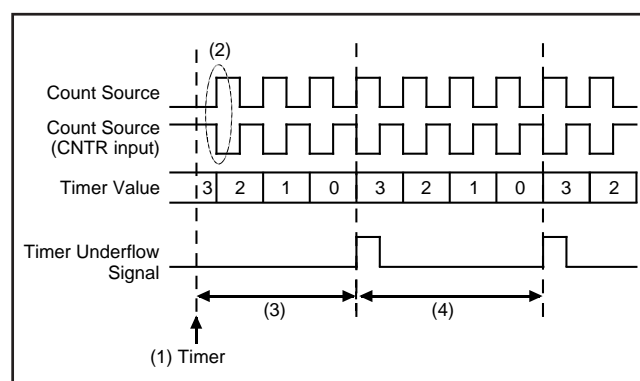 (2)
Count Source
Count Source
(CNTR input)
Timer Value 3 2 1 0 3 2 1 0 3 2
Timer Underflow
Signal
(3) (4)
(1) Timer